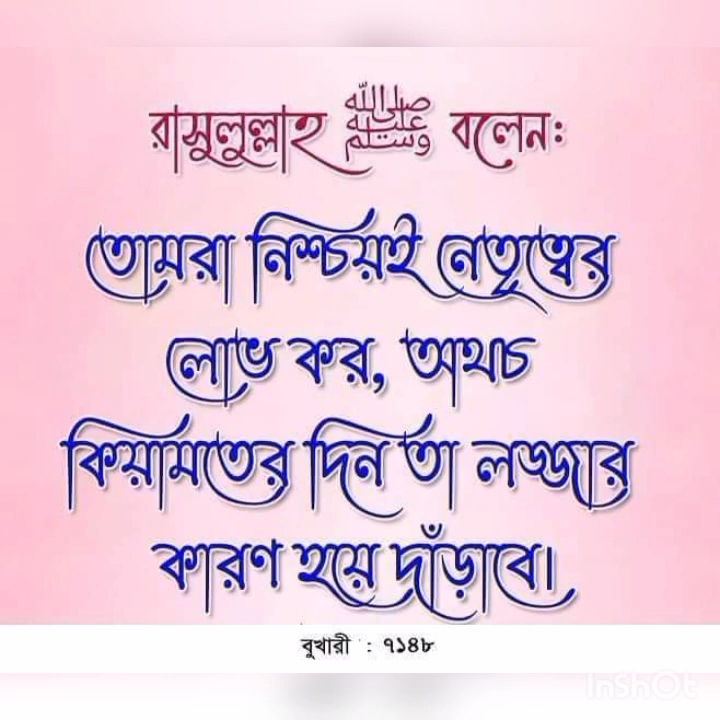 রাসুলুল্লাহ ﷺ বলেন:
তোমরা নিশ্চয়ই নেতৃত্বের
লোভ কর, অথচ
কিয়ামতের দিন তা লজ্জার
কারণ হয়ে দাঁড়াবে।
বুখারী : ৭১৪৮
InShOt